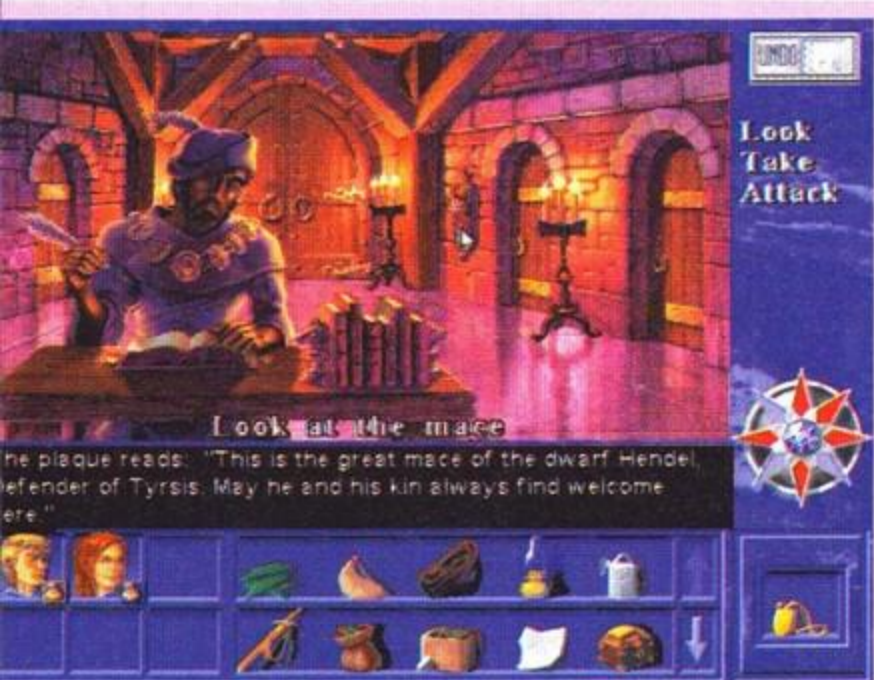 UNDO
Look
Take
Attack
Look at the mace
he plaque reads: "This is the great mace of the dwarf Hendel,
efender of Tyrsis. May he and his kin always find welcome
ere."